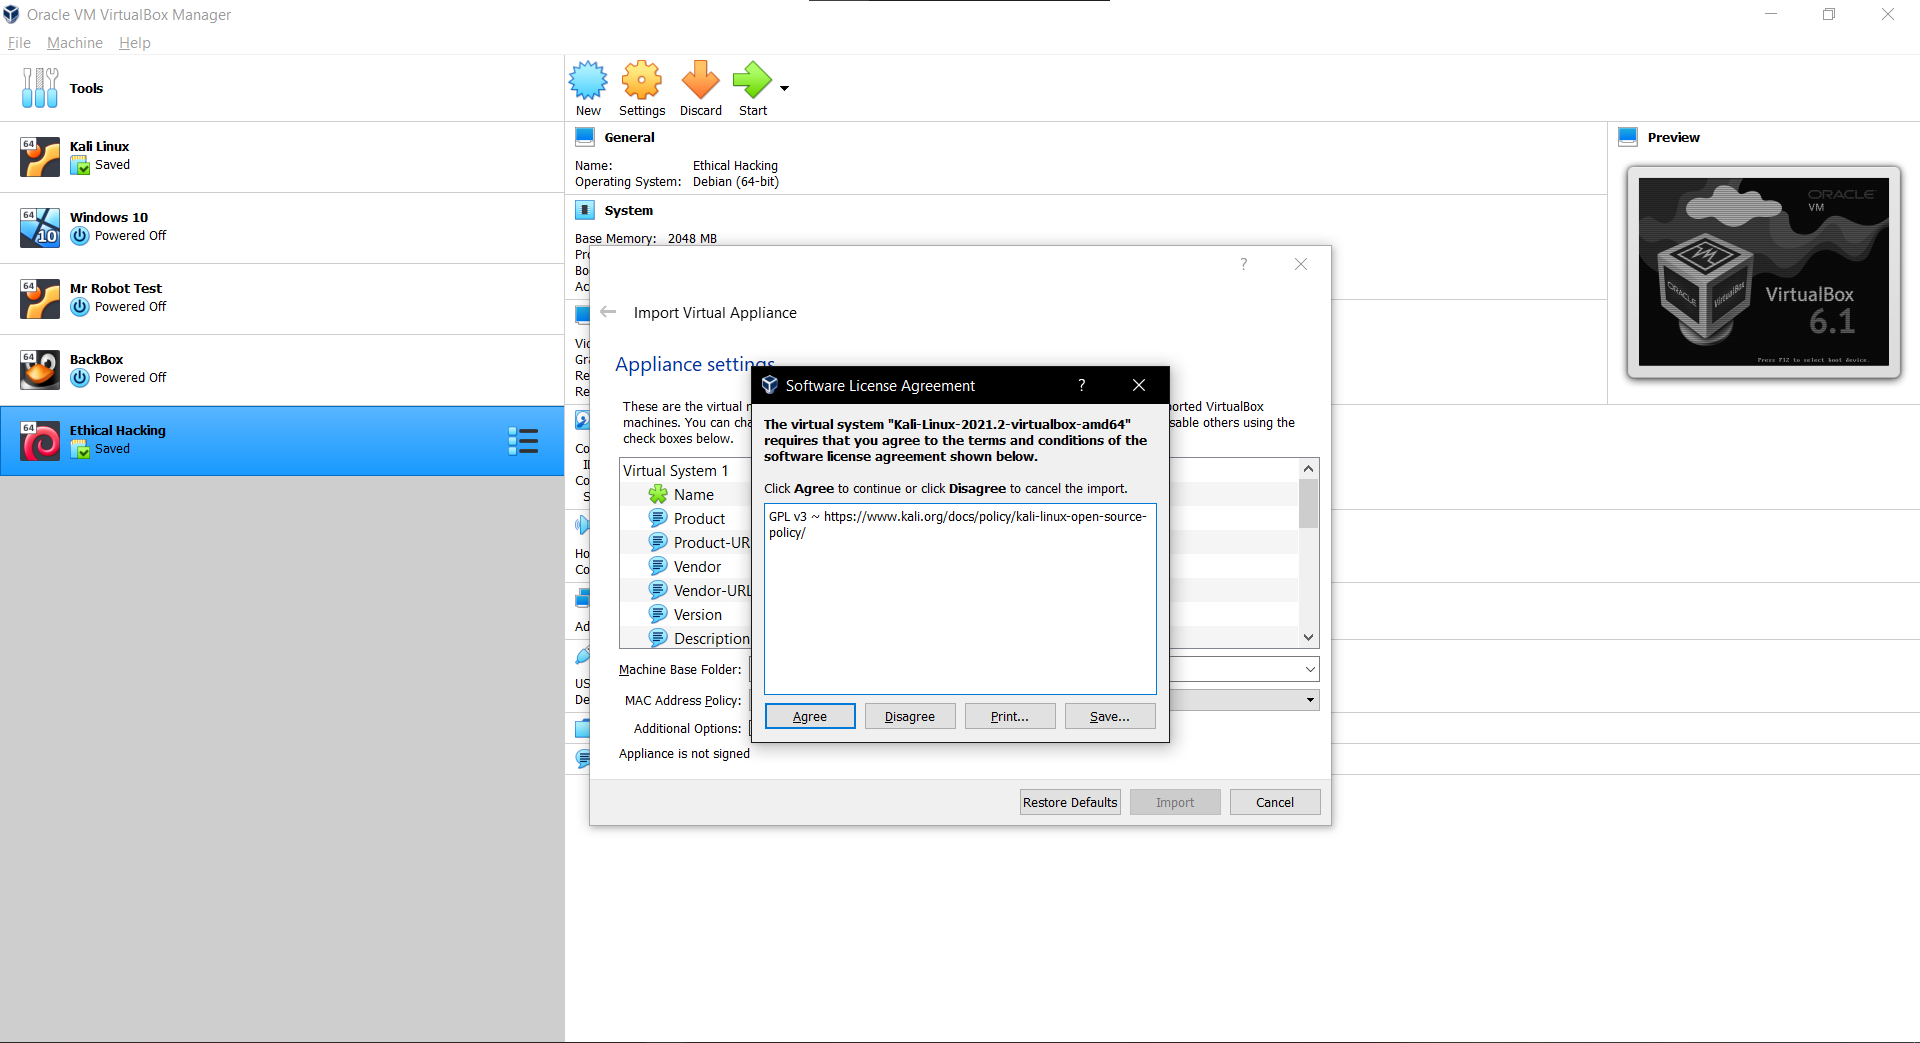 Oracle VM VirtualBox Manager
File Machine Help
Tools
New Settings Discard Start
64 Kali Linux
Saved
64 10 Windows 10
Powered Off
64 Mr Robot Test
Powered Off
64 BackBox
Powered Off
64 Ethical Hacking
Saved
General
Name: Ethical Hacking
Operating System: Debian (64-bit)
System
Base Memory: 2048 MB
Pr
Bo
Ac
Vi
Gr
Re
Re
Co
Co
S
Ho
Co
Ad
US
De
Preview
ORACLE
VM
ORACLE
VirtualBox
VirtualBox
6.1
Press F12 to select boot device.
?
Import Virtual Appliance
Appliance settings
These are the virtual
machines. You can cha
check boxes below.
orted VirtualBox
sable others using the
Virtual System 1
Name
Product
Product-UR
Vendor
Vendor-URL
Version
Description
Machine Base Folder:
MAC Address Policy:
Additional Options:
Appliance is not signed
Restore Defaults Import Cancel
Software License Agreement ?
The virtual system "Kali-Linux-2021.2-virtualbox-amd64"
requires that you agree to the terms and conditions of the
software license agreement shown below.
Click Agree to continue or click Disagree to cancel the import.
GPL v3 ~ https://www.kali.org/docs/policy/kali-linux-open-source-
policy/
Agree Disagree Print... Save...